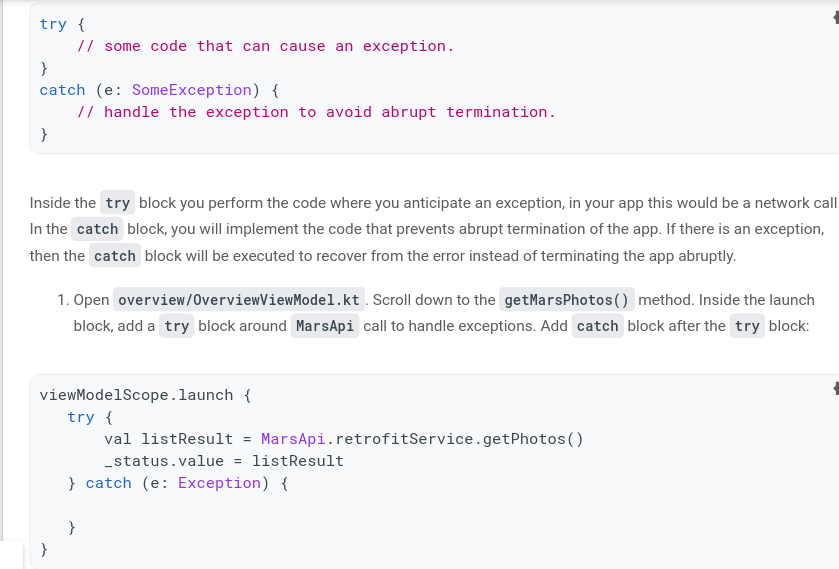 try {
    // some code that can cause an exception.
}
catch (e: SomeException) {
    // handle the exception to avoid abrupt termination.
}
Inside the try block you perform the code where you anticipate an exception, in your app this would be a network call
In the catch block, you will implement the code that prevents abrupt termination of the app. If there is an exception,
then the catch block will be executed to recover from the error instead of terminating the app abruptly.
1. Open overview/OverviewViewModel.kt. Scroll down to the getMarsPhotos() method. Inside the launch
block, add a try block around MarsApi call to handle exceptions. Add catch block after the try block:
viewModelScope.launch {
   try {
       val listResult = MarsApi.retrofitService.getPhotos()
       _status.value = listResult
   } catch (e: Exception) {
   }
}